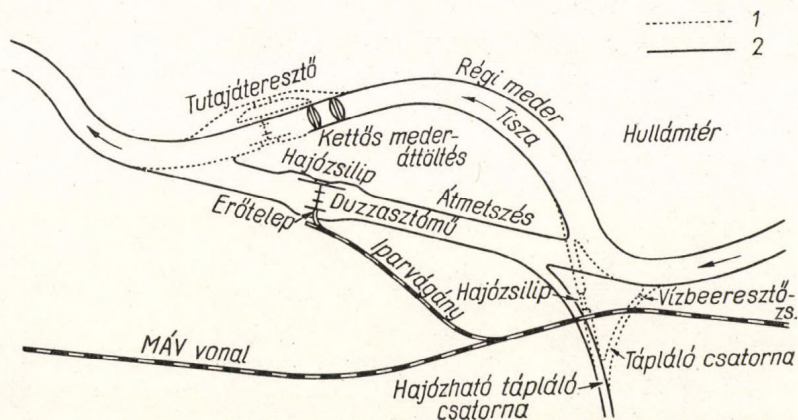 1
2
Régi meder
Tisza
Tutajáteresztő
Hullámtér
Kettős meder-
áttöltés
Hajózsilip
Átmetszés
Duzzasztómű
Erőtelep
Iparvágány
Hajózsilip
Vízbeeresztő-
zs.
MÁV vonal
Tápláló csatorna
Hajózható tápláló
csatorna